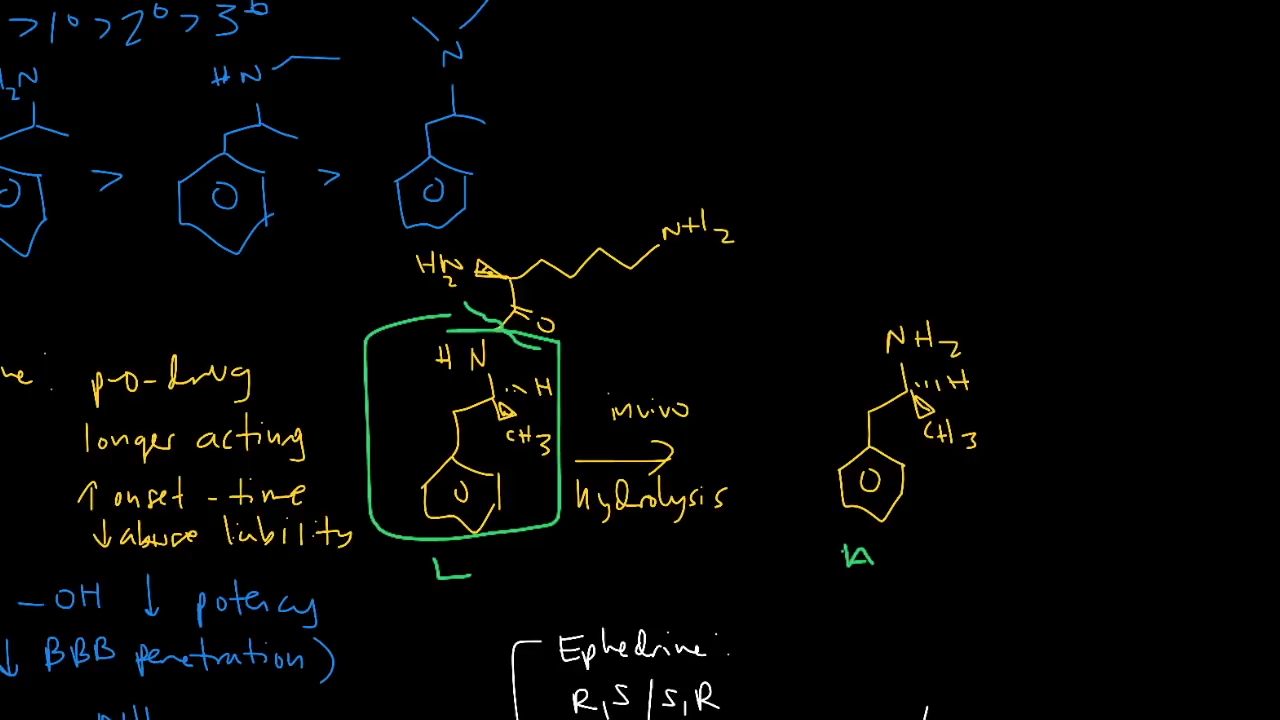 > 1° > 2° > 3°
H₂N
HN
N
> >
HN₂
NH₂
O
HN
H
CH₃
in vivo
hydrolysis
NH₂
H
CH₃
L
A
pro-drug
longer acting
↑ onset-time
↓ abuse liability
-OH ↓ potency
↓ BBB penetration)
Ephedrine:
R,S / S,R